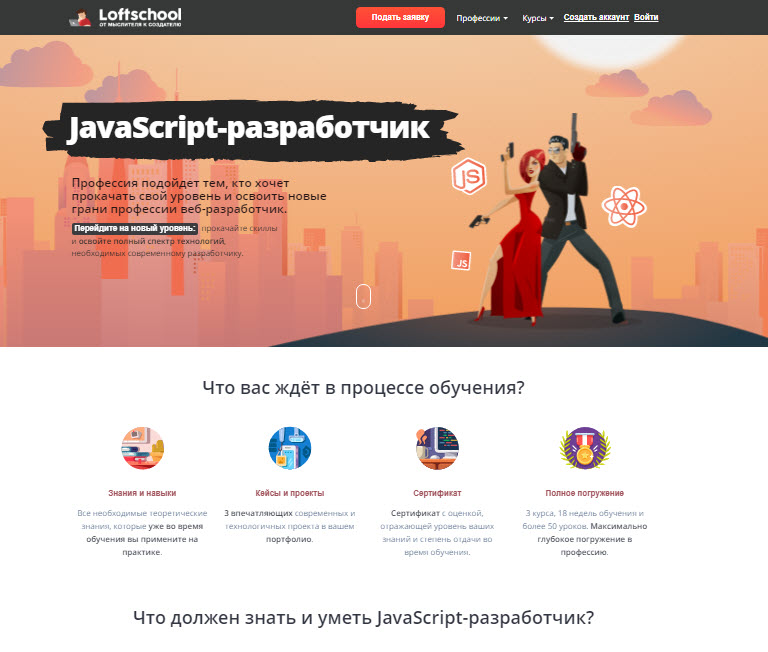 Loftschool
ОТ МЫСЛИТЕЛЯ К СОЗДАТЕЛЮ
Подать заявку
Профессии
Курсы
Создать аккаунт
Войти
JavaScript-разработчик
Профессия подойдет тем, кто хочет
прокачать свой уровень и освоить новые
грани профессии веб-разработчик.
Перейдите на новый уровень: прокачайте скиллы
и освойте полный спектр технологий,
необходимых современному разработчику.
JS
JS
Что вас ждёт в процессе обучения?
Знания и навыки
Все необходимые теоретические
знания, которые уже во время
обучения вы примените на
практике.
Кейсы и проекты
3 впечатляющих современных и
технологичных проекта в вашем
портфолио.
Сертификат
Сертификат с оценкой,
отражающей уровень ваших
знаний и степень отдачи во
время обучения.
Полное погружение
3 курса, 18 недель обучения и
более 50 уроков. Максимально
глубокое погружение в
профессию.
Что должен знать и уметь JavaScript-разработчик?